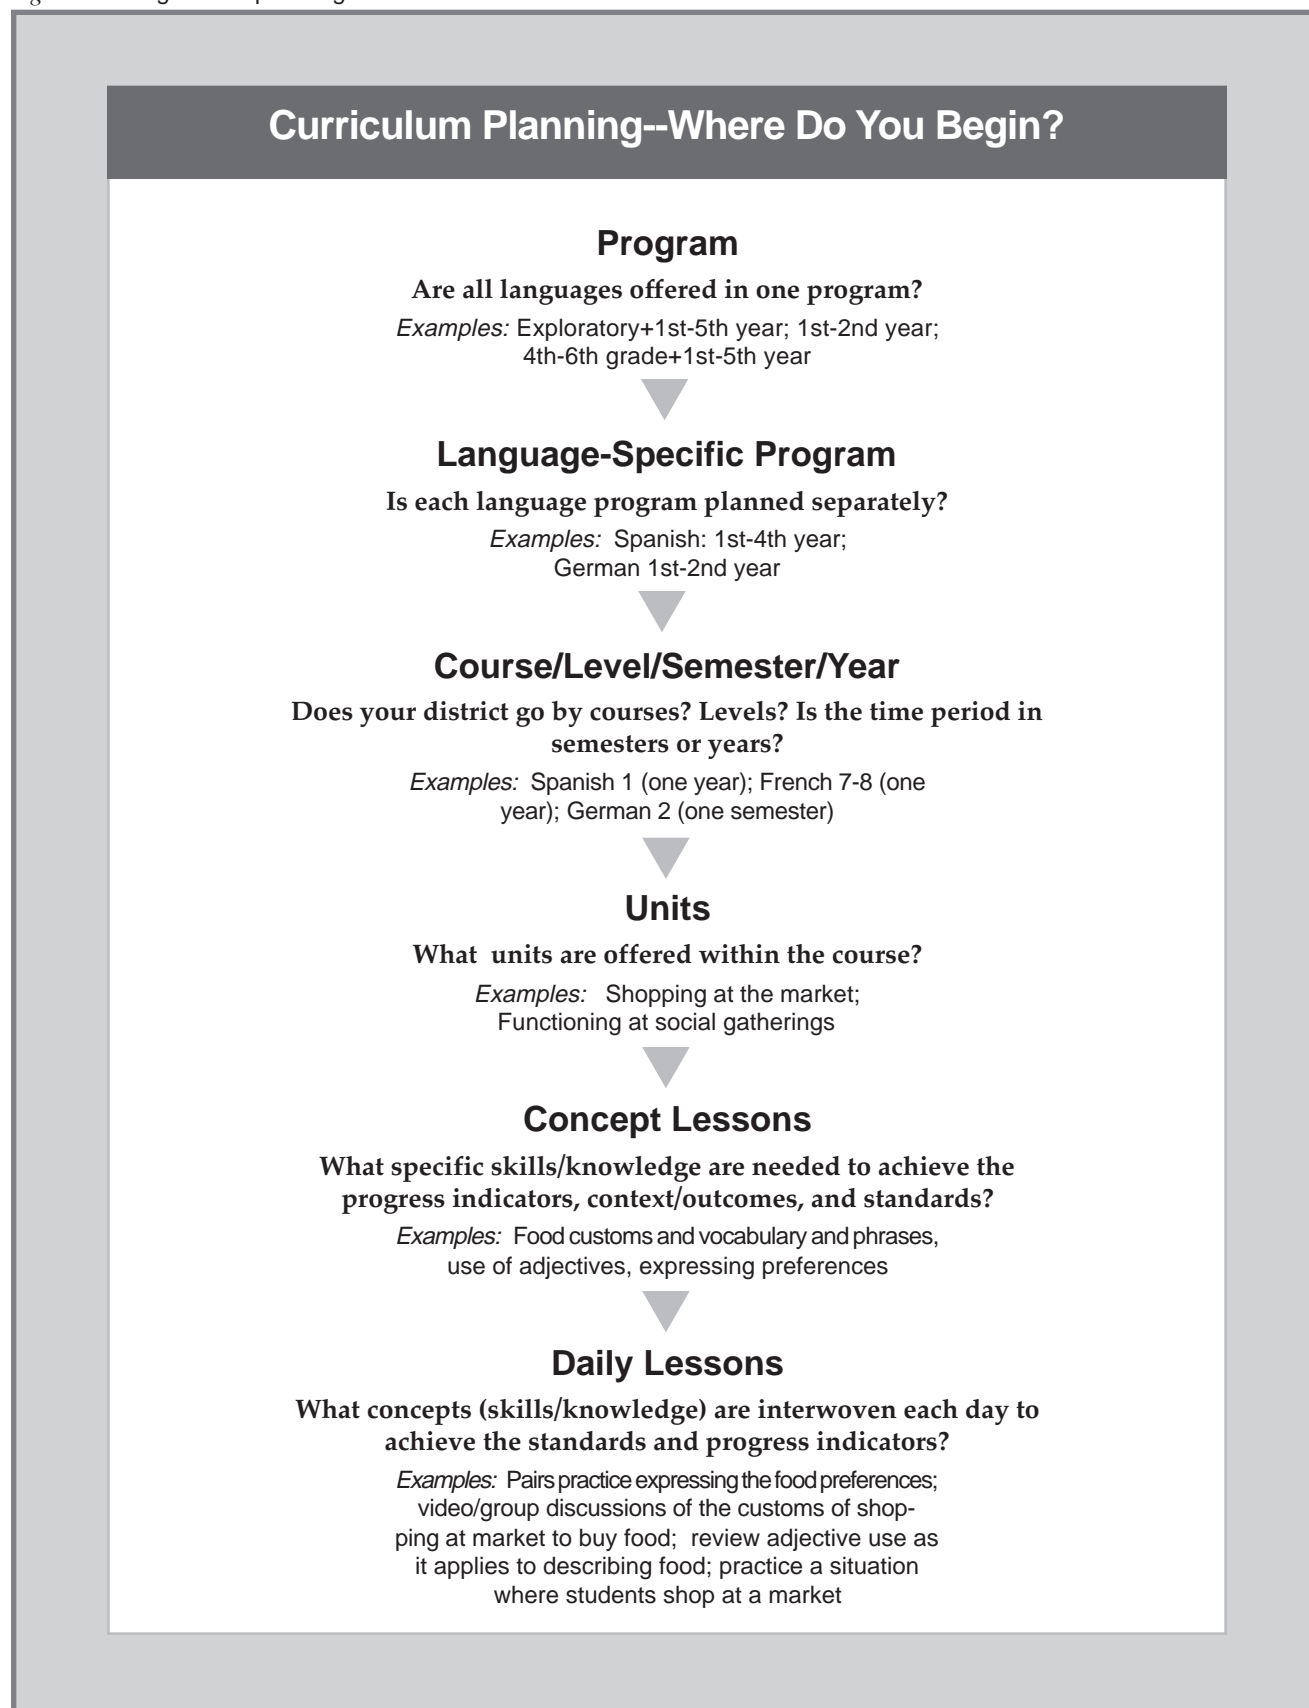 Curriculum Planning--Where Do You Begin?
Program
Are all languages offered in one program?
Examples: Exploratory+1st-5th year; 1st-2nd year;
4th-6th grade+1st-5th year
Language-Specific Program
Is each language program planned separately?
Examples: Spanish: 1st-4th year;
German 1st-2nd year
Course/Level/Semester/Year
Does your district go by courses? Levels? Is the time period in
semesters or years?
Examples: Spanish 1 (one year); French 7-8 (one
year); German 2 (one semester)
Units
What units are offered within the course?
Examples: Shopping at the market;
Functioning at social gatherings
Concept Lessons
What specific skills/knowledge are needed to achieve the
progress indicators, context/outcomes, and standards?
Examples: Food customs and vocabulary and phrases,
use of adjectives, expressing preferences
Daily Lessons
What concepts (skills/knowledge) are interwoven each day to
achieve the standards and progress indicators?
Examples: Pairs practice expressing the food preferences;
video/group discussions of the customs of shop-
ping at market to buy food; review adjective use as
it applies to describing food; practice a situation
where students shop at a market